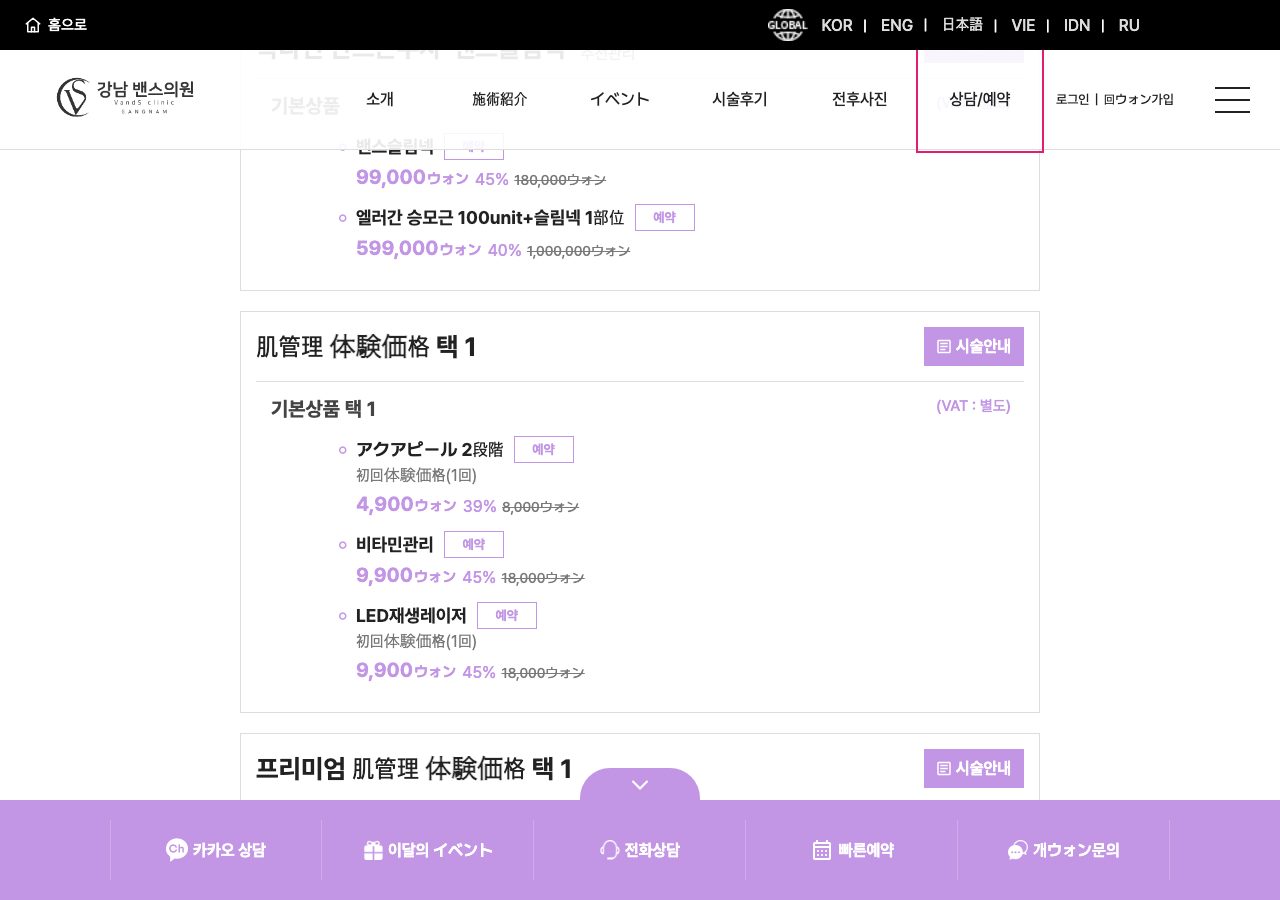 홈으로
GLOBAL
KOR | ENG | 日本語 | VIE | IDN | RU
강남 밴스의원
VandS clinic
GANGNAM
소개
施術紹介
イベント
시술후기
전후사진
상담/예약
로그인 | 回ウォン가입
기본상품
밴스슬림넥 예약
99,000ウォン 45% 180,000ウォン
엘러간 승모근 100unit+슬림넥 1部位 예약
599,000ウォン 40% 1,000,000ウォン
肌管理 体験価格 택 1
시술안내
기본상품 택 1
(VAT : 별도)
アクアピール 2段階 예약
初回体験価格(1回)
4,900ウォン 39% 8,000ウォン
비타민관리 예약
9,900ウォン 45% 18,000ウォン
LED재생레이저 예약
初回体験価格(1回)
9,900ウォン 45% 18,000ウォン
프리미엄 肌管理 体験価格 택 1
시술안내
Ch 카카오 상담
이달의 イベント
전화상담
빠른예약
개ウォン문의